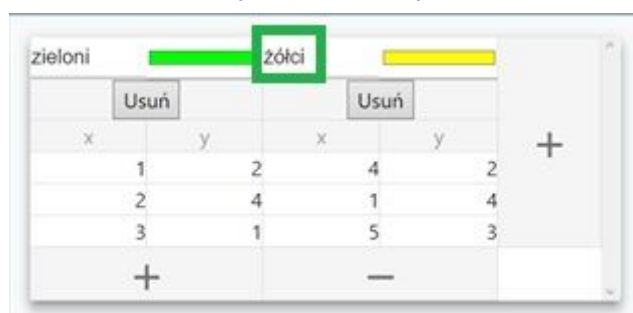 zieloni żółci
Usuń Usuń +
x y x y
1 2 4 2
2 4 1 4
3 1 5 3
+ −